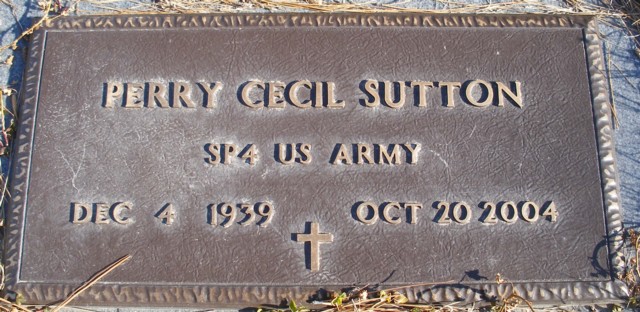 PERRY CECIL SUTTON
SP4 US ARMY
DEC 4 1939 OCT 20 2004